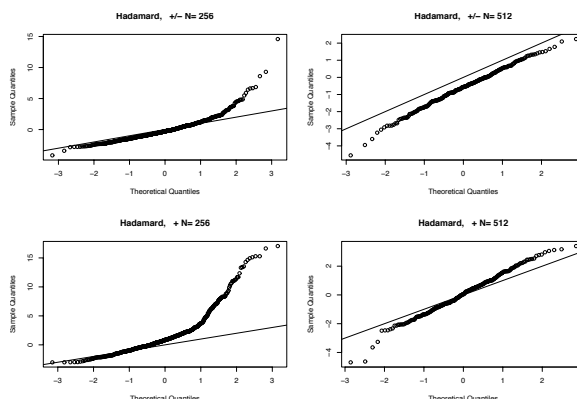 Hadamard, +/− N= 256
Sample Quantiles
15
10
5
0
−3 −2 −1 0 1 2 3
Theoretical Quantiles
Hadamard, +/− N= 512
Sample Quantiles
2
1
0
−1
−2
−3
−4
−3 −2 −1 0 1 2
Theoretical Quantiles
Hadamard, + N= 256
Sample Quantiles
15
10
5
0
−3 −2 −1 0 1 2 3
Theoretical Quantiles
Hadamard, + N= 512
Sample Quantiles
2
0
−2
−4
−3 −2 −1 0 1 2
Theoretical Quantiles